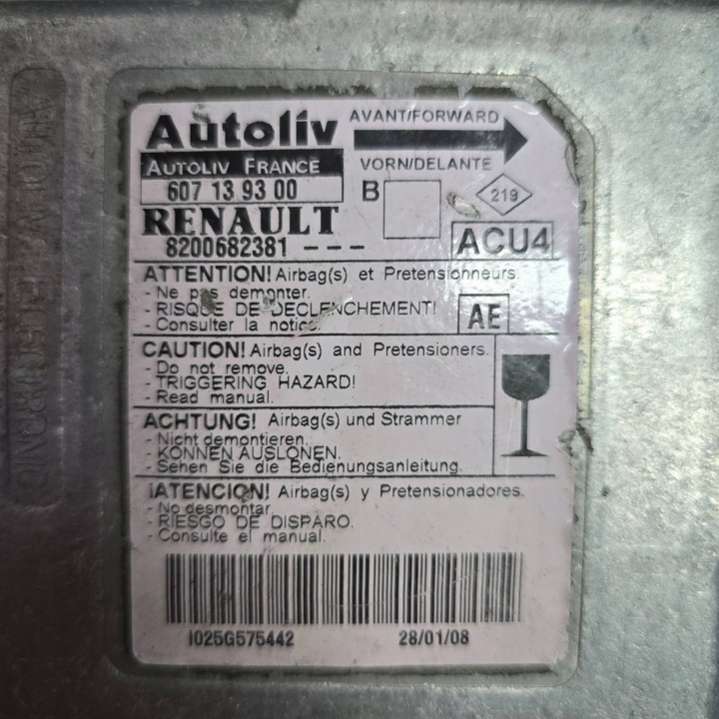 Autoliv
AVANT/FORWARD
AUTOLIV FRANCE
VORN/DELANTE
607 13 93 00
B
219
RENAULT
8200682381 - - -
ACU4
ATTENTION! Airbag(s) et Pretensionneurs.
- Ne pas demonter.
- RISQUE DE DECLENCHEMENT!
- Consulter la notice.
AE
CAUTION! Airbag(s) and Pretensioners.
- Do not remove.
- TRIGGERING HAZARD!
- Read manual.
ACHTUNG! Airbag(s) und Strammer
- Nicht demontieren.
- KONNEN AUSLONEN.
- Sehen Sie die Bedienungsanleitung.
¡ATENCION! Airbag(s) y Pretensionadores.
- No desmontar.
- RIESGO DE DISPARO.
- Consulte el manual.
I025G575442
28/01/08